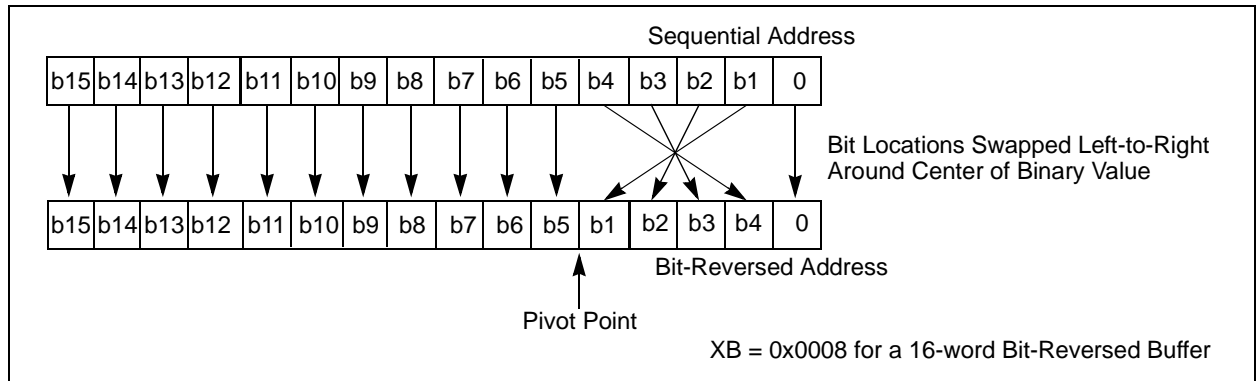 Sequential Address
b15 b14 b13 b12 b11 b10 b9 b8 b7 b6 b5 b4 b3 b2 b1 0
Bit Locations Swapped Left-to-Right
Around Center of Binary Value
b15 b14 b13 b12 b11 b10 b9 b8 b7 b6 b5 b1 b2 b3 b4 0
Bit-Reversed Address
Pivot Point
XB = 0x0008 for a 16-word Bit-Reversed Buffer